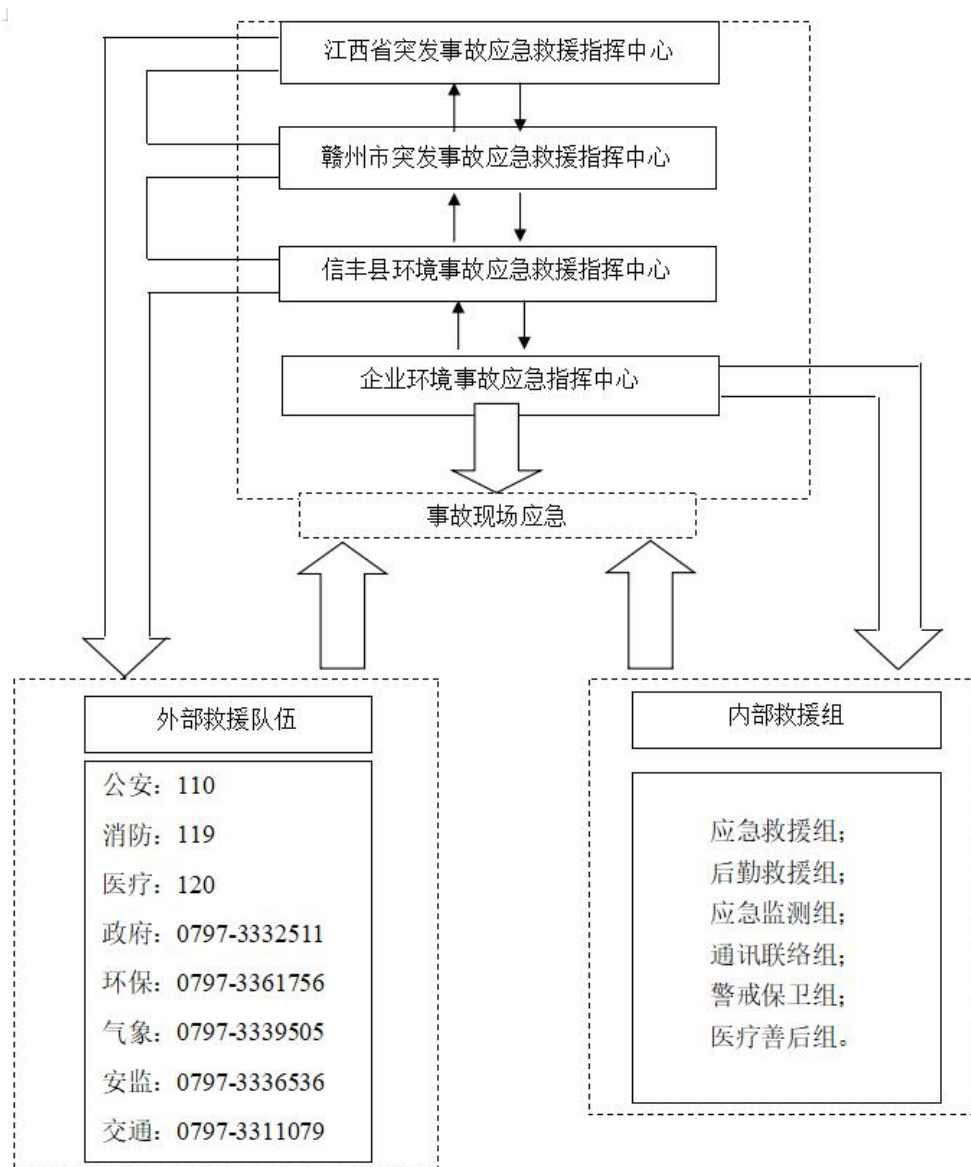 江西省突发事故应急救援指挥中心
赣州市突发事故应急救援指挥中心
信丰县环境事故应急救援指挥中心
企业环境事故应急指挥中心
事故现场应急
外部救援队伍
公安：110
消防：119
医疗：120
政府：0797-3332511
环保：0797-3361756
气象：0797-3339505
安监：0797-3336536
交通：0797-3311079
内部救援组
应急救援组；
后勤救援组；
应急监测组；
通讯联络组；
警戒保卫组；
医疗善后组。